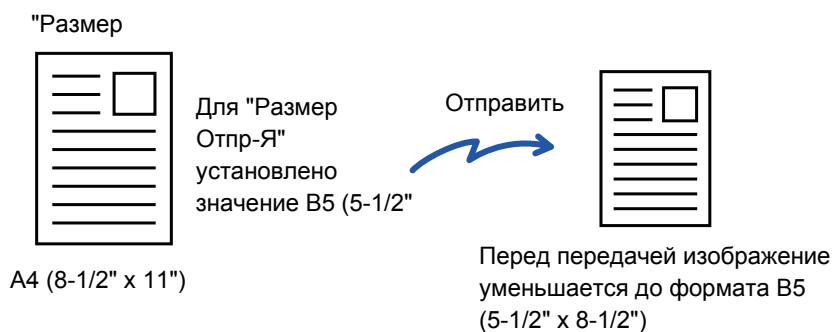 "Размер
Для "Размер
Отпр-Я"
установлено
значение B5 (5-1/2"
A4 (8-1/2" x 11")
Отправить
Перед передачей изображение
уменьшается до формата B5
(5-1/2" x 8-1/2")